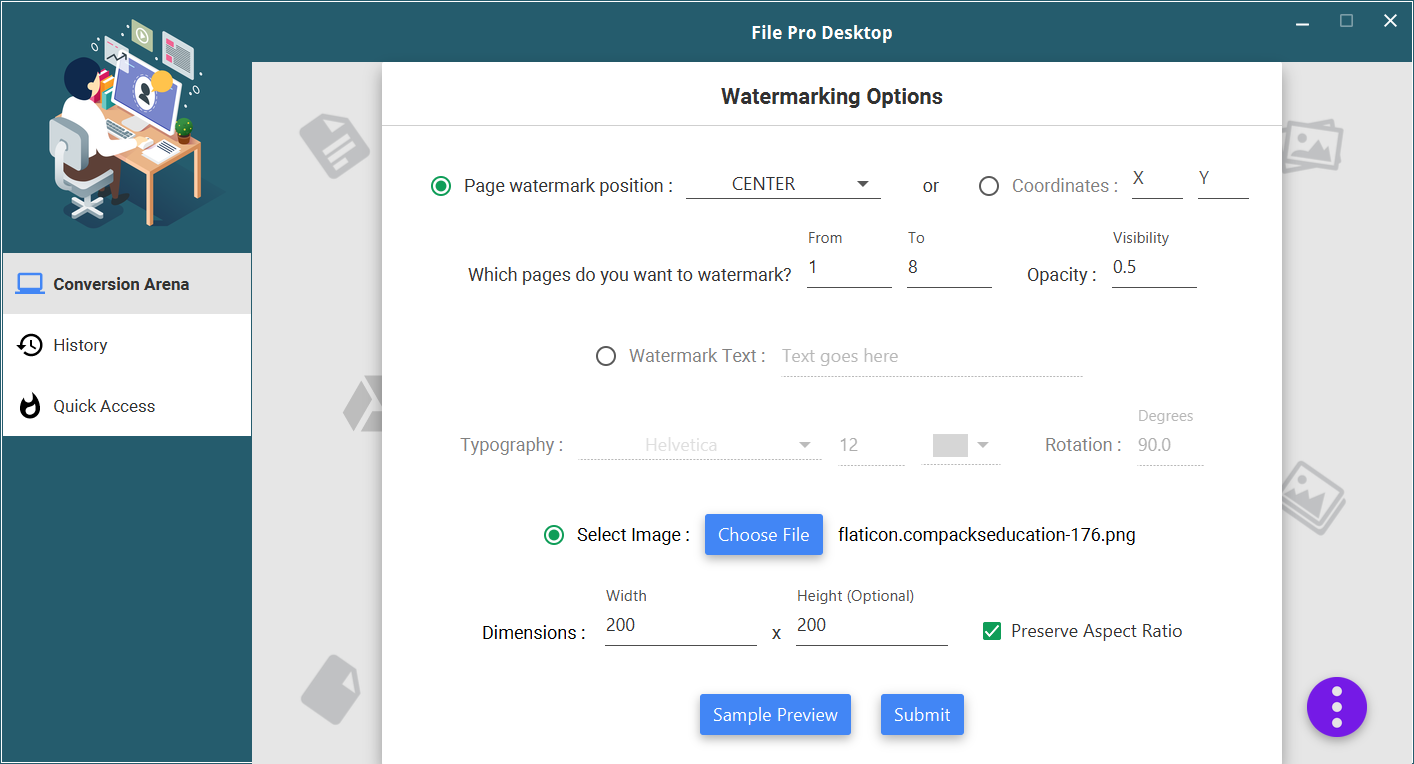 File Pro Desktop
Watermarking Options
Page watermark position : CENTER or Coordinates : X Y
From To Visibility
Which pages do you want to watermark? 1 8 Opacity : 0.5
Conversion Arena
History
Quick Access
Watermark Text : Text goes here
Degrees
Typography : Helvetica 12 Rotation : 90.0
Select Image : Choose File flaticon.compackseducation-176.png
Width Height (Optional)
Dimensions : 200 x 200 Preserve Aspect Ratio
Sample Preview Submit